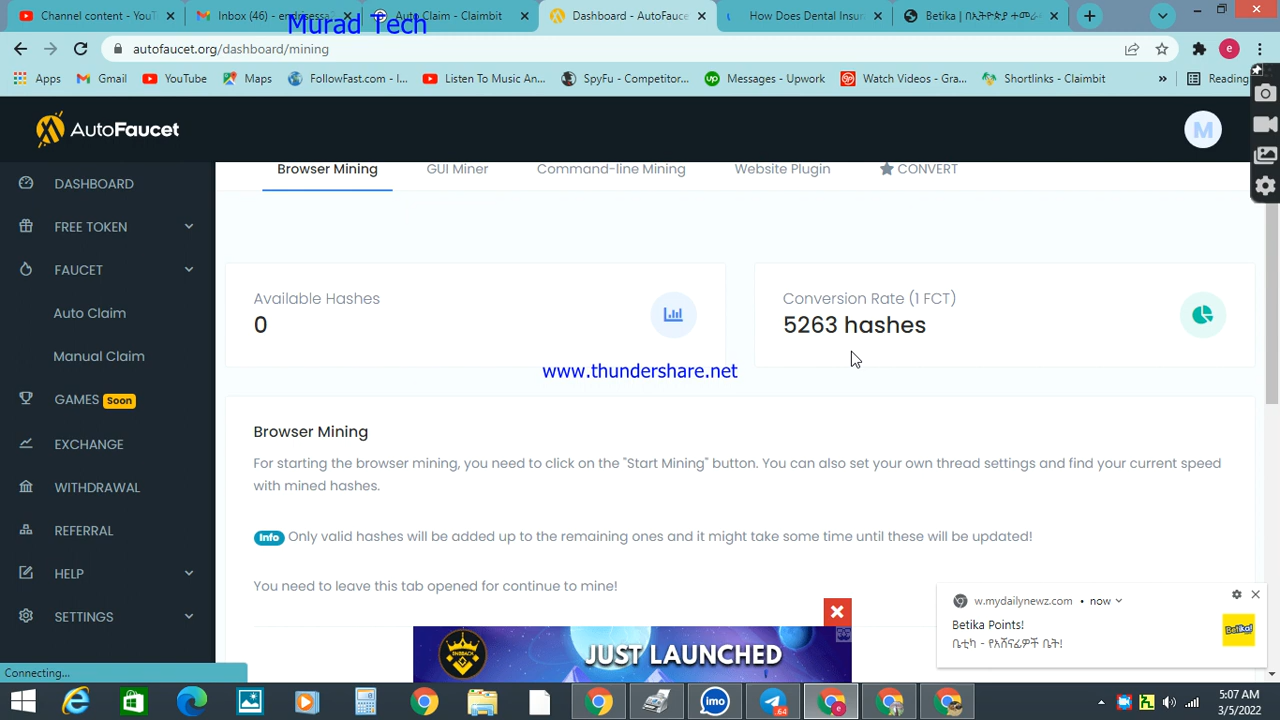 Channel content - YouT
Inbox (46) - endrisessa
Auto Claim - Claimbit
Dashboard - AutoFauce
How Does Dental Insur
Betika | በኢትዮጵያ ተመራ
Murad Tech
autofaucet.org/dashboard/mining
e
Apps
Gmail
YouTube
Maps
FollowFast.com - I...
Listen To Music An...
SpyFu - Competitor...
Messages - Upwork
Watch Videos - Gra...
Shortlinks - Claimbit
»
Reading
AutoFaucet
M
DASHBOARD
FREE TOKEN
FAUCET
Auto Claim
Manual Claim
GAMES Soon
EXCHANGE
WITHDRAWAL
REFERRAL
HELP
SETTINGS
Browser Mining
GUI Miner
Command-line Mining
Website Plugin
CONVERT
Available Hashes
0
Conversion Rate (1 FCT)
5263 hashes
www.thundershare.net
Browser Mining
For starting the browser mining, you need to click on the "Start Mining" button. You can also set your own thread settings and find your current speed
with mined hashes.
Info Only valid hashes will be added up to the remaining ones and it might take some time until these will be updated!
You need to leave this tab opened for continue to mine!
JUST LAUNCHED
w.mydailynewz.com • now
Betika Points!
ቤቲካ - የአሸናፊዎች ቤት!
Betika!
Connecting...
imo
64
5:07 AM
3/5/2022